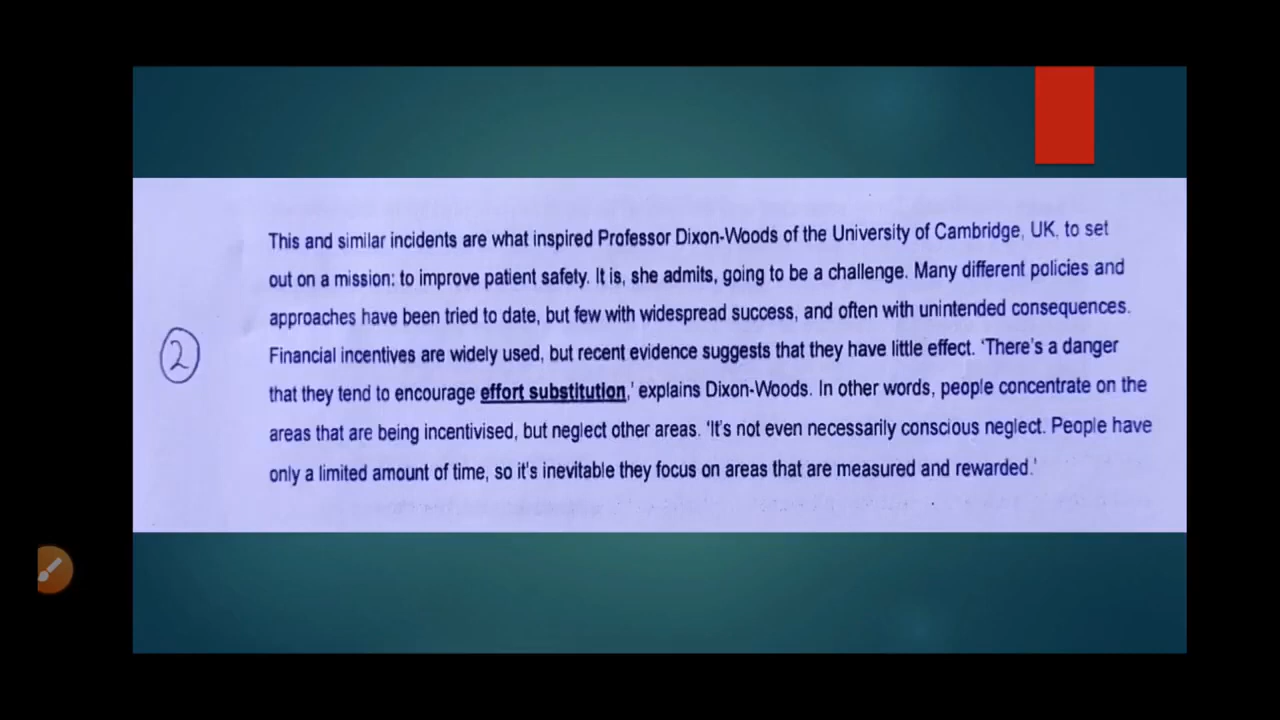 This and similar incidents are what inspired Professor Dixon-Woods of the University of Cambridge, UK, to set
out on a mission: to improve patient safety. It is, she admits, going to be a challenge. Many different policies and
approaches have been tried to date, but few with widespread success, and often with unintended consequences.
Financial incentives are widely used, but recent evidence suggests that they have little effect. 'There's a danger
2
that they tend to encourage effort substitution,' explains Dixon-Woods. In other words, people concentrate on the
areas that are being incentivised, but neglect other areas. 'It's not even necessarily conscious neglect. People have
only a limited amount of time, so it's inevitable they focus on areas that are measured and rewarded.'